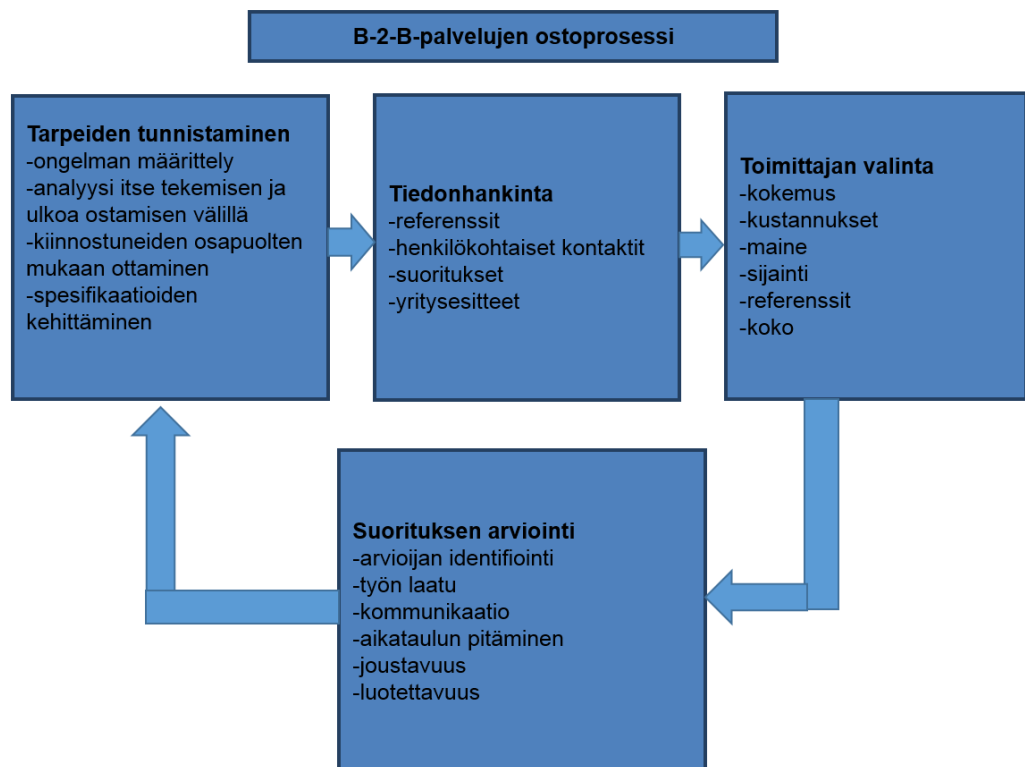 B-2-B-palvelujen ostoprosessi
Tarpeiden tunnistaminen
-ongelman määrittely
-analyysi itse tekemisen ja
ulkoa ostamisen välillä
-kiinnostuneiden osapuolten
mukaan ottaminen
-spesifikaatioiden
kehittäminen
Tiedonhankinta
-referenssit
-henkilökohtaiset kontaktit
-suoritukset
-yritysesitteet
Toimittajan valinta
-kokemus
-kustannukset
-maine
-sijainti
-referenssit
-koko
Suorituksen arviointi
-arvioijan identifiointi
-työn laatu
-kommunikaatio
-aikataulun pitäminen
-joustavuus
-luotettavuus